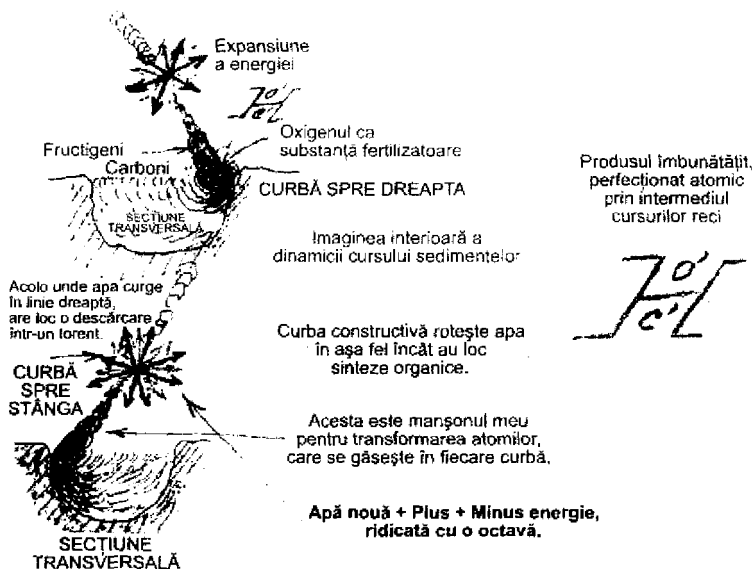 Expansiune
a energiei
O'
C'
Fructigeni
Carboni
Oxigenul ca
substanță fertilizatoare
CURBĂ SPRE DREAPTA
SECȚIUNE
TRANSVERSALĂ
Produsul îmbunătățit,
perfecționat atomic
prin intermediul
cursurilor reci
Imaginea interioară a
dinamicii cursului sedimentelor
O'
C'
Acolo unde apa curge
în linie dreaptă,
are loc o descărcare
într-un torent.
Curba constructivă rotește apa
în așa fel încât au loc
sinteze organice.
CURBĂ
SPRE
STÂNGA
Acesta este manșonul meu
pentru transformarea atomilor,
care se găsește în fiecare curbă.
Apă nouă + Plus + Minus energie,
ridicată cu o octavă.
SECȚIUNE
TRANSVERSALĂ